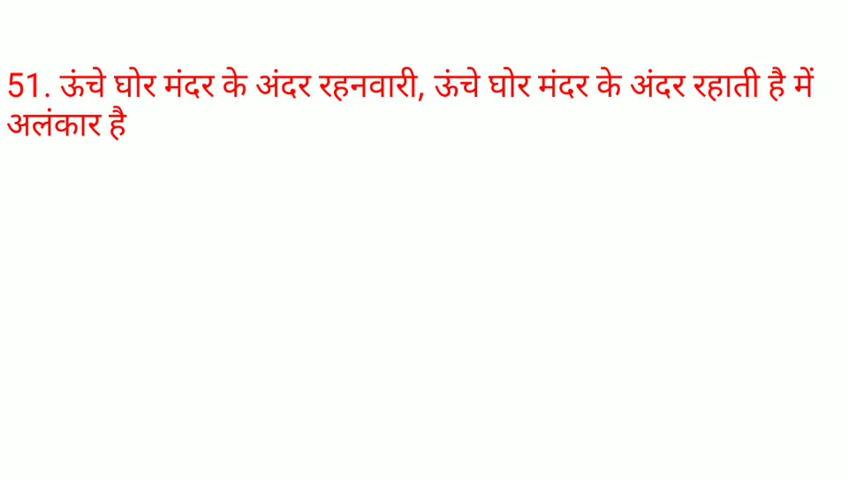 51. ऊंचे घोर मंदर के अंदर रहनवारी, ऊंचे घोर मंदर के अंदर रहाती है में
अलंकार है